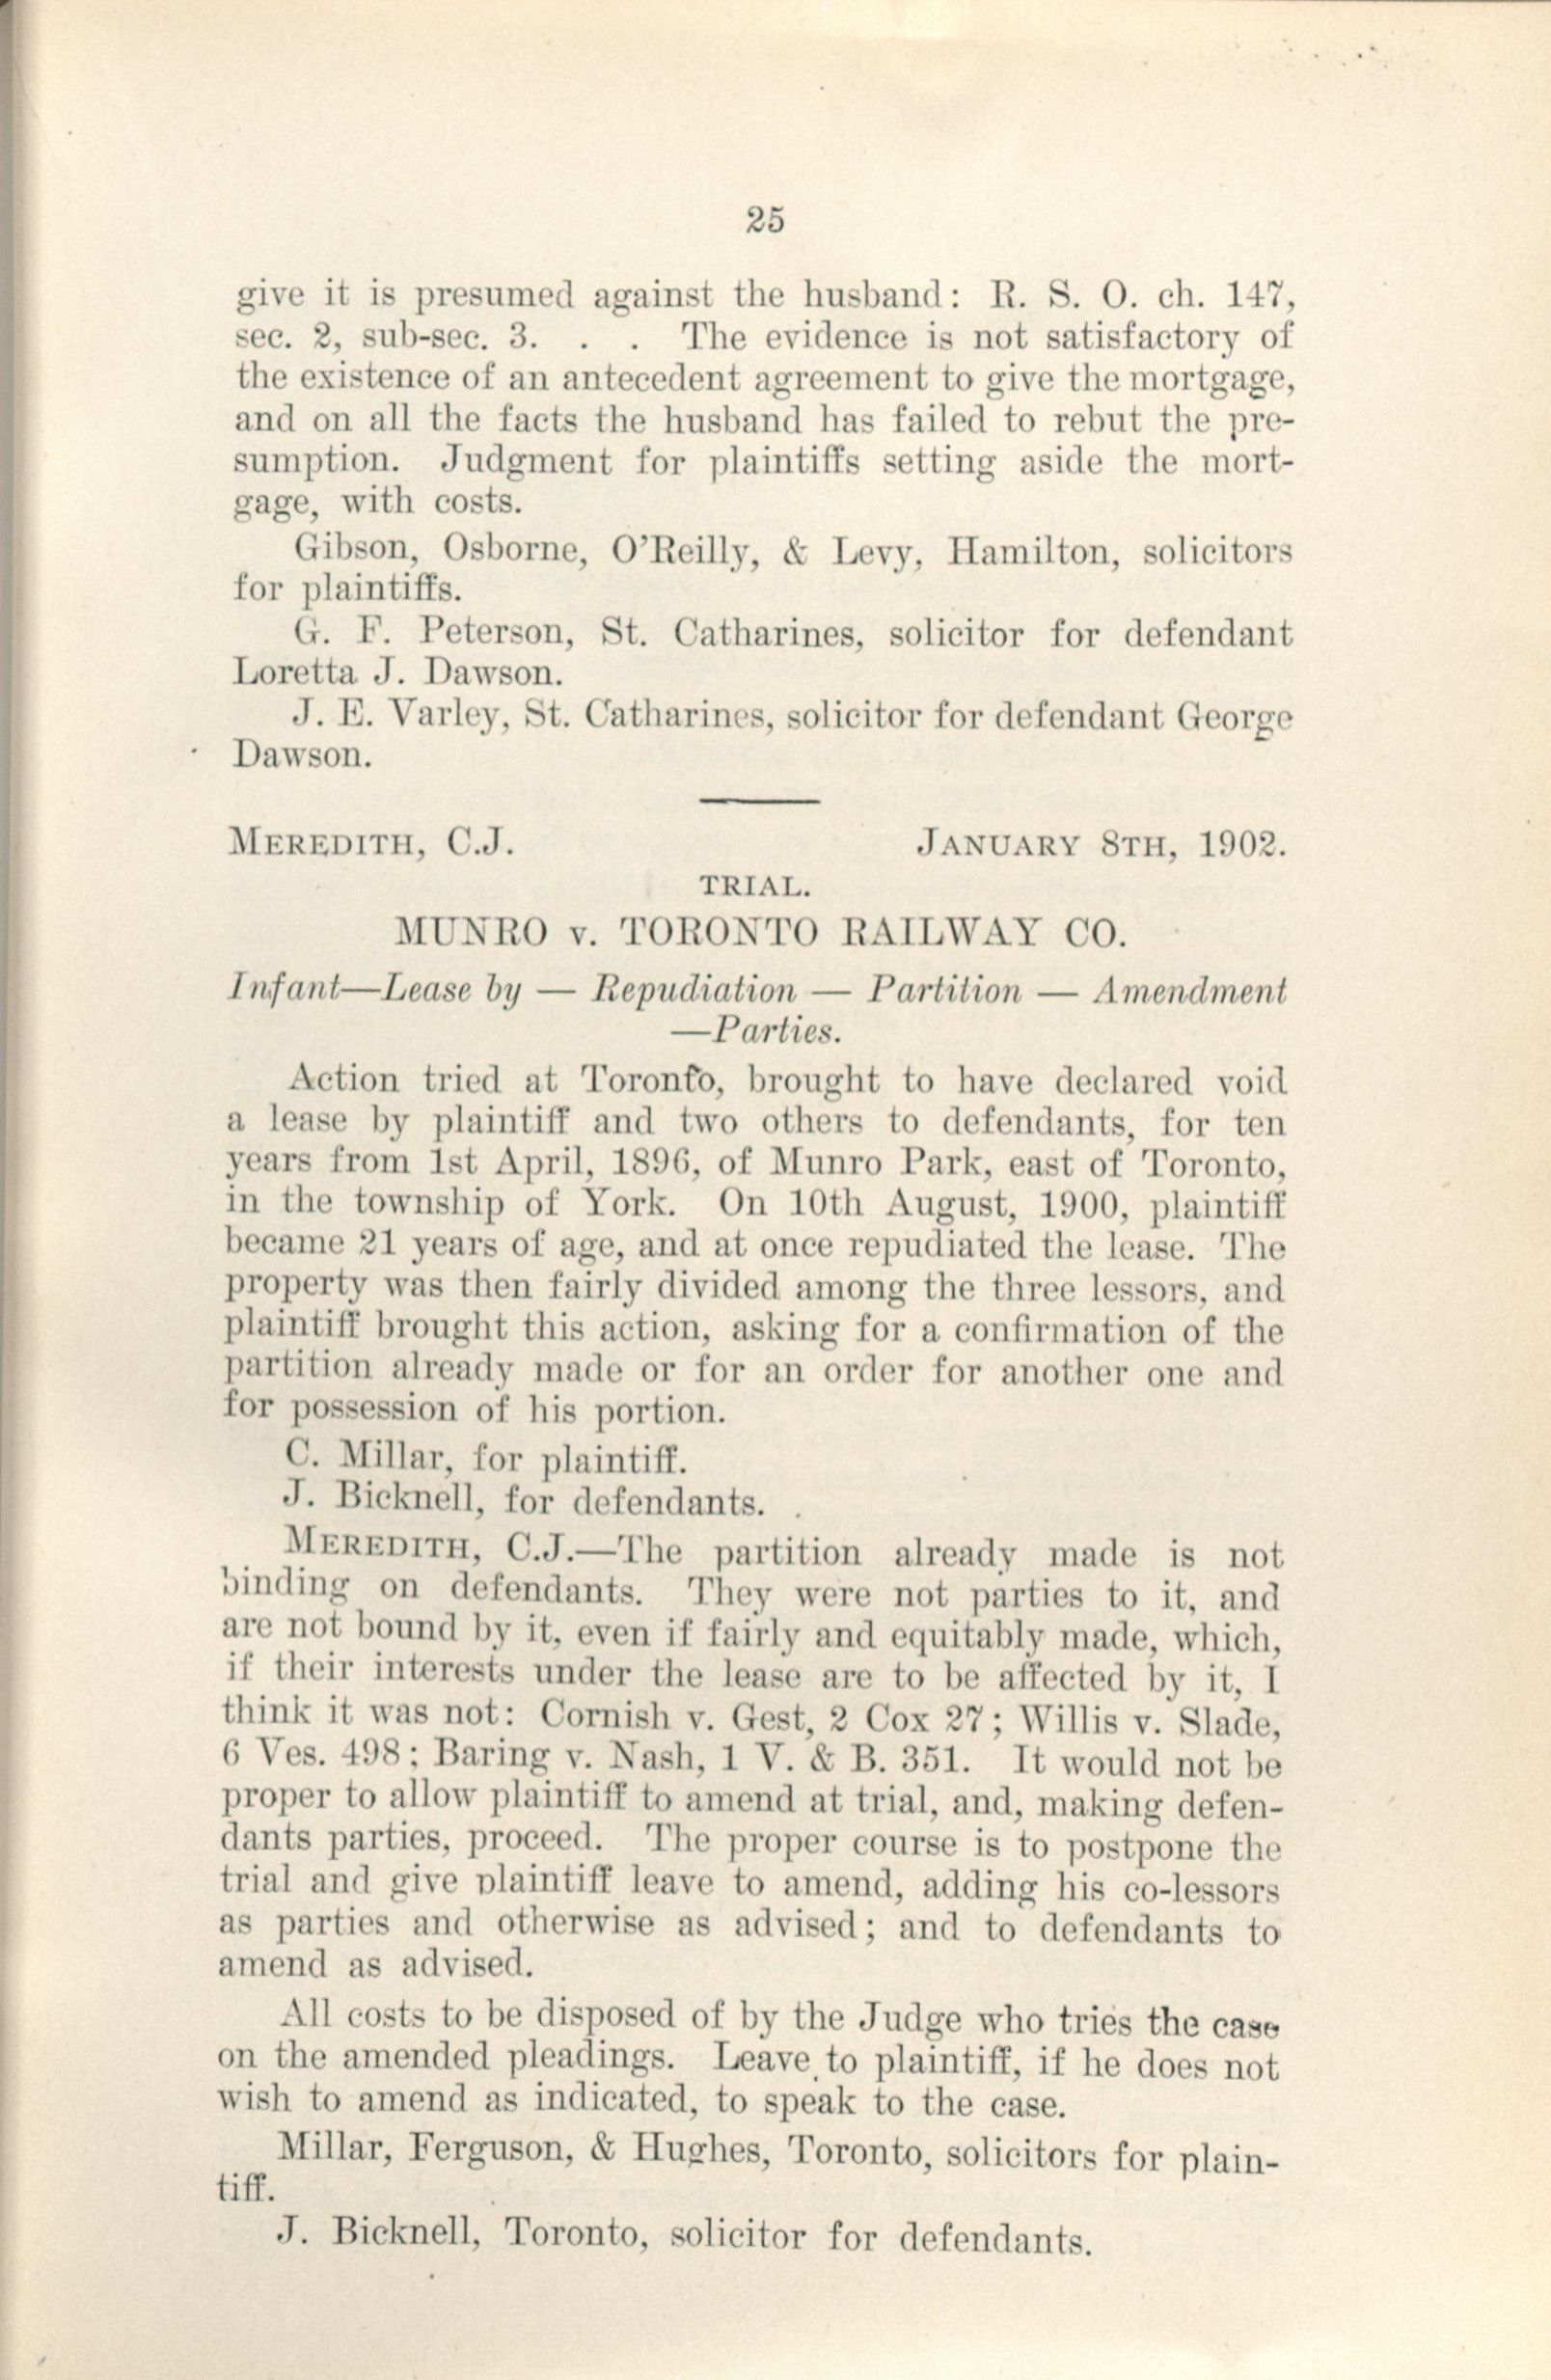 25
give it is presumed against the husband: R. S. O. ch. 147,
sec. 2, sub-sec. 3. . . The evidence is not satisfactory of
the existence of an antecedent agreement to give the mortgage,
and on all the facts the husband has failed to rebut the pre-
sumption. Judgment for plaintiffs setting aside the mort-
gage, with costs.
Gibson, Osborne, O'Reilly, & Levy, Hamilton, solicitors
for plaintiffs.
G. F. Peterson, St. Catharines, solicitor for defendant
Loretta J. Dawson.
J. E. Varley, St. Catharines, solicitor for defendant George
Dawson.
MEREDITH, C.J. JANUARY 8TH, 1902.
TRIAL.
MUNRO v. TORONTO RAILWAY CO.
Infant—Lease by — Repudiation — Partition — Amendment
—Parties.
Action tried at Toronto, brought to have declared void
a lease by plaintiff and two others to defendants, for ten
years from 1st April, 1896, of Munro Park, east of Toronto,
in the township of York. On 10th August, 1900, plaintiff
became 21 years of age, and at once repudiated the lease. The
property was then fairly divided among the three lessors, and
plaintiff brought this action, asking for a confirmation of the
partition already made or for an order for another one and
for possession of his portion.
C. Millar, for plaintiff.
J. Bicknell, for defendants.
MEREDITH, C.J.—The partition already made is not
binding on defendants. They were not parties to it, and
are not bound by it, even if fairly and equitably made, which,
if their interests under the lease are to be affected by it, I
think it was not: Cornish v. Gest, 2 Cox 27; Willis v. Slade,
6 Ves. 498; Baring v. Nash, 1 V. & B. 351. It would not be
proper to allow plaintiff to amend at trial, and, making defen-
dants parties, proceed. The proper course is to postpone the
trial and give plaintiff leave to amend, adding his co-lessors
as parties and otherwise as advised; and to defendants to
amend as advised.
All costs to be disposed of by the Judge who tries the case
on the amended pleadings. Leave to plaintiff, if he does not
wish to amend as indicated, to speak to the case.
Millar, Ferguson, & Hughes, Toronto, solicitors for plain-
tiff.
J. Bicknell, Toronto, solicitor for defendants.